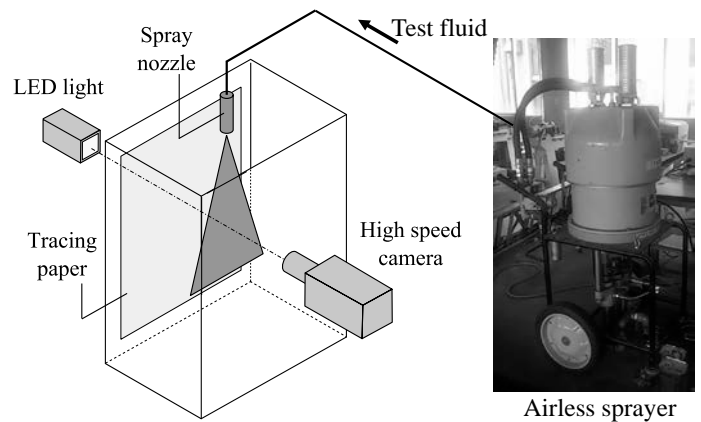 Test fluid
Spray
nozzle
LED light
Tracing
paper
High speed
camera
Airless sprayer